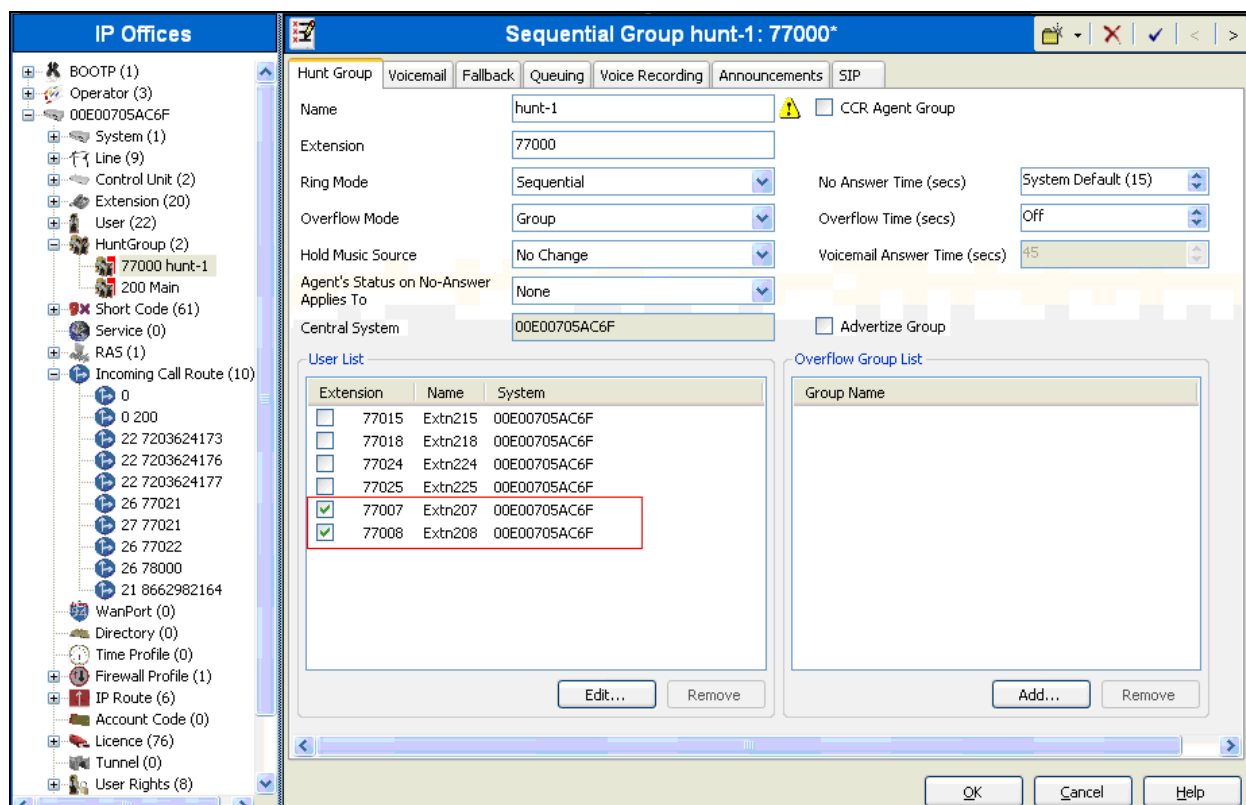 IP Offices
BOOTP (1)
Operator (3)
00E00705AC6F
System (1)
Line (9)
Control Unit (2)
Extension (20)
User (22)
HuntGroup (2)
77000 hunt-1
200 Main
Short Code (61)
Service (0)
RAS (1)
Incoming Call Route (10)
0
0 200
22 7203624173
22 7203624176
22 7203624177
26 77021
27 77021
26 77022
26 78000
21 8662982164
WanPort (0)
Directory (0)
Time Profile (0)
Firewall Profile (1)
IP Route (6)
Account Code (0)
Licence (76)
Tunnel (0)
User Rights (8)
Sequential Group hunt-1: 77000*
Hunt Group Voicemail Fallback Queuing Voice Recording Announcements SIP
Name hunt-1 CCR Agent Group
Extension 77000
Ring Mode Sequential No Answer Time (secs) System Default (15)
Overflow Mode Group Overflow Time (secs) Off
Hold Music Source No Change Voicemail Answer Time (secs) 45
Agent's Status on No-Answer
Applies To None
Central System 00E00705AC6F Advertize Group
User List
Extension Name System
77015 Extn215 00E00705AC6F
77018 Extn218 00E00705AC6F
77024 Extn224 00E00705AC6F
77025 Extn225 00E00705AC6F
77007 Extn207 00E00705AC6F
77008 Extn208 00E00705AC6F
Edit... Remove
Overflow Group List
Group Name
Add... Remove
OK Cancel Help